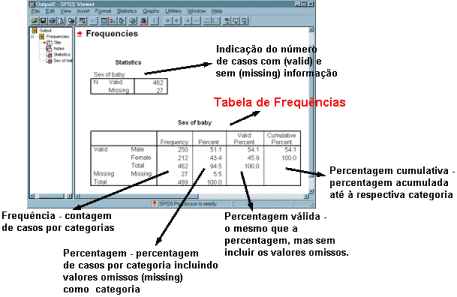 Output2 - SPSS Viewer
File Edit View Insert Format Statistics Graphs Utilities Window Help
Output
Frequencies
Title
Notes
Statistics
Sex of bab
Frequencies
Statistics
Sex of baby
N Valid 462
Missing 27
Indicação do número
de casos com (valid) e
sem (missing) informação
Tabela de Frequências
Sex of baby
Frequency Percent Valid Percent Cumulative Percent
Valid Male 250 51.1 54.1 54.1
Female 212 43.4 45.9 100.0
Total 462 94.5 100.0
Missing Missing 27 5.5
Total 489 100.0
SPSS Processor is ready
Percentagem cumulativa -
percentagem acumulada
até à respectiva categoria
Frequência - contagem
de casos por categorias
Percentagem válida -
o mesmo que a
percentagem, mas sem
incluir os valores omissos.
Percentagem - percentagem
de casos por categoria incluindo
valores omissos (missing)
como categoria